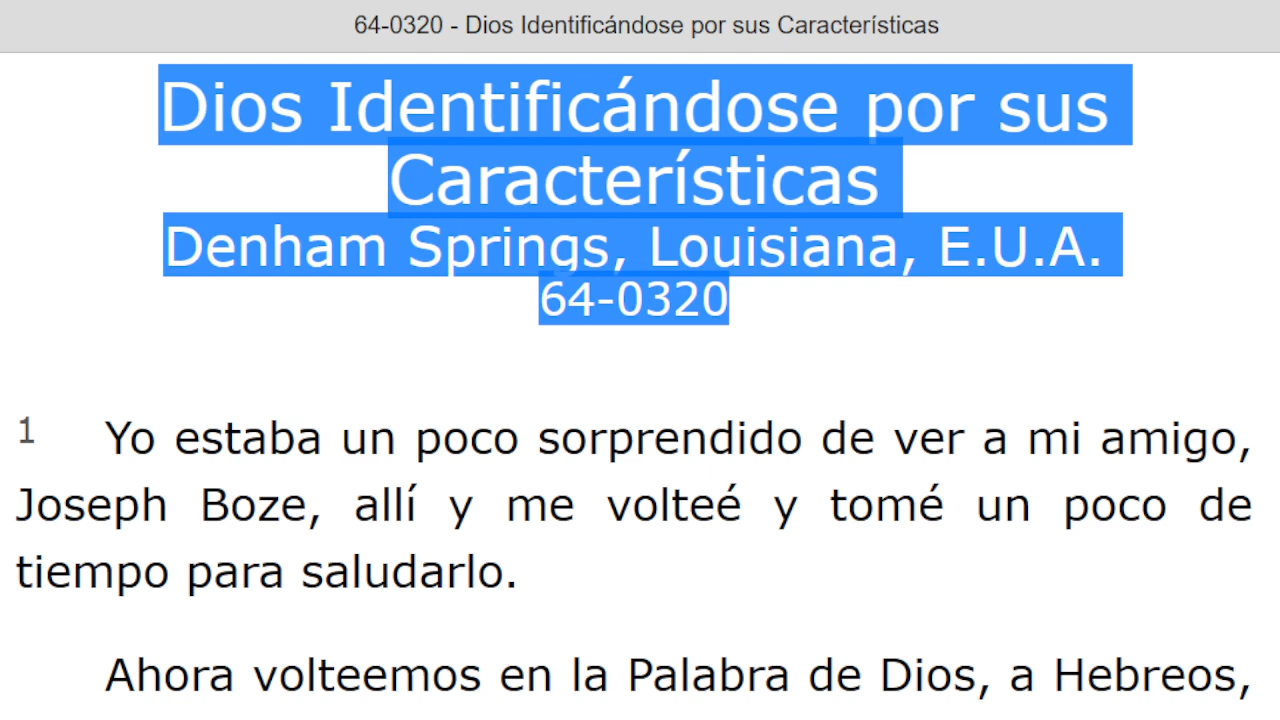 64-0320 - Dios Identificándose por sus Características
Dios Identificándose por sus
Características
Denham Springs, Louisiana, E.U.A.
64-0320
1 Yo estaba un poco sorprendido de ver a mi amigo,
Joseph Boze, allí y me volteé y tomé un poco de
tiempo para saludarlo.
Ahora volteemos en la Palabra de Dios, a Hebreos,